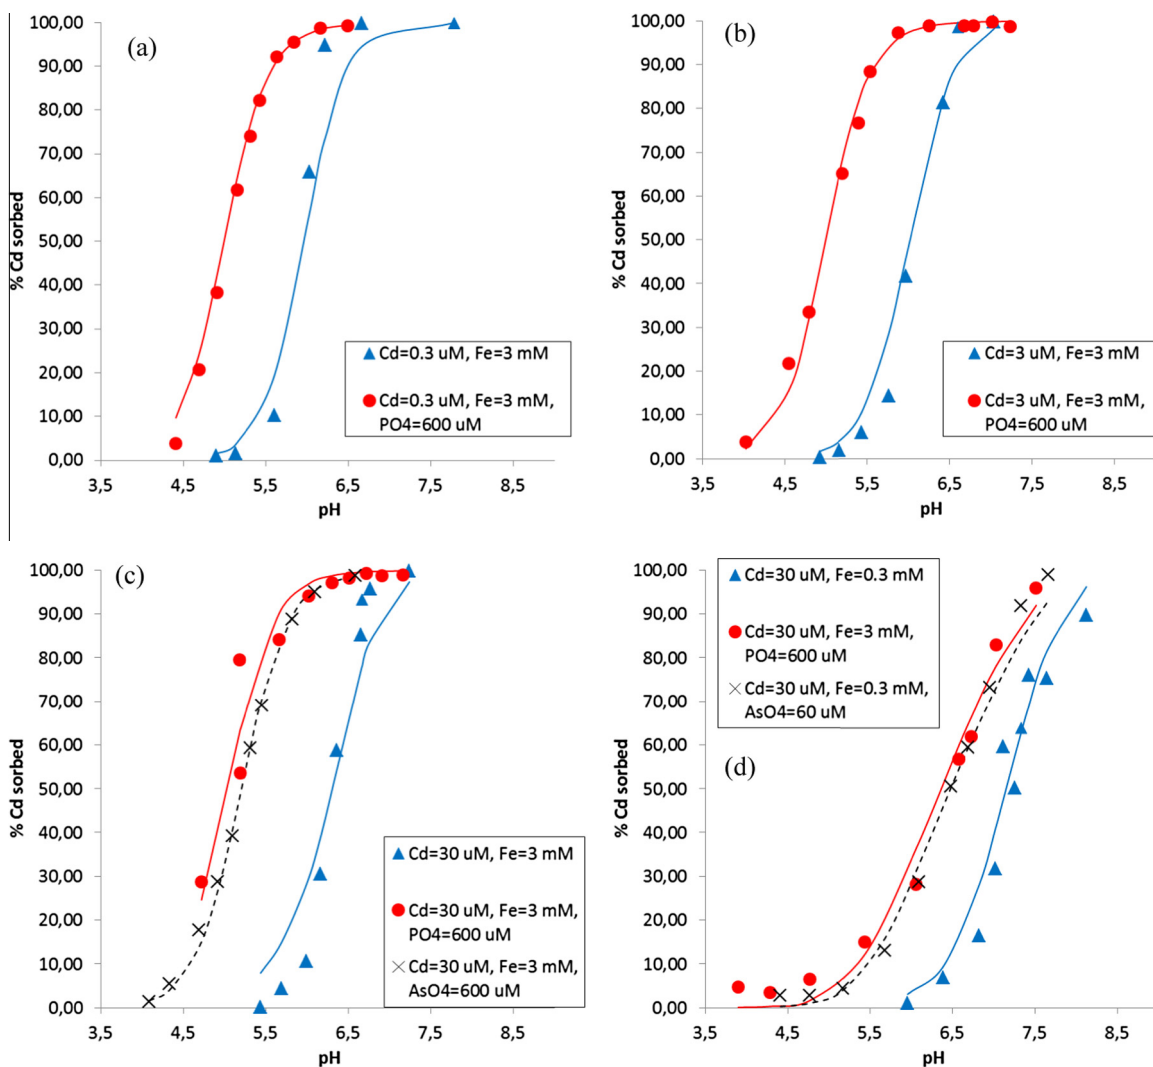 (a)
100,00
90,00
80,00
70,00
60,00
50,00
40,00
30,00
20,00
10,00
0,00
% Cd sorbed
3,5 4,5 5,5 6,5 7,5 8,5
pH
Cd=0.3 uM, Fe=3 mM
Cd=0.3 uM, Fe=3 mM,
PO4=600 uM
(b)
100,00
90,00
80,00
70,00
60,00
50,00
40,00
30,00
20,00
10,00
0,00
% Cd sorbed
3,5 4,5 5,5 6,5 7,5 8,5
pH
Cd=3 uM, Fe=3 mM
Cd=3 uM, Fe=3 mM,
PO4=600 uM
(c)
100,00
90,00
80,00
70,00
60,00
50,00
40,00
30,00
20,00
10,00
0,00
% Cd sorbed
3,5 4,5 5,5 6,5 7,5 8,5
pH
Cd=30 uM, Fe=3 mM
Cd=30 uM, Fe=3 mM,
PO4=600 uM
Cd=30 uM, Fe=3 mM,
AsO4=600 uM
100,00
90,00
80,00
70,00
60,00
50,00
40,00
30,00
20,00
10,00
0,00
% Cd sorbed
3,5 4,5 5,5 6,5 7,5 8,5
pH
Cd=30 uM, Fe=0.3 mM
Cd=30 uM, Fe=3 mM,
PO4=600 uM
Cd=30 uM, Fe=0.3 mM,
AsO4=60 uM
(d)